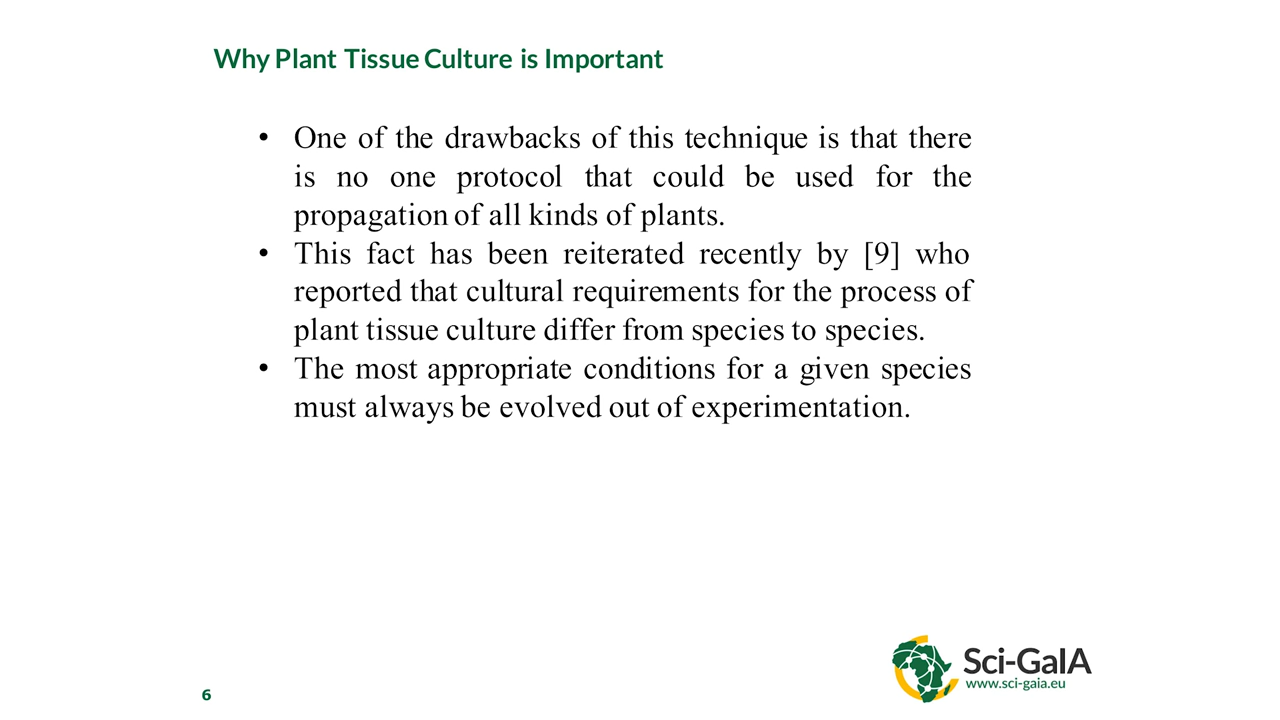 Why Plant Tissue Culture is Important
• One of the drawbacks of this technique is that there
is no one protocol that could be used for the
propagation of all kinds of plants.
• This fact has been reiterated recently by [9] who
reported that cultural requirements for the process of
plant tissue culture differ from species to species.
• The most appropriate conditions for a given species
must always be evolved out of experimentation.
Sci-GaIA
www.sci-gaia.eu
6